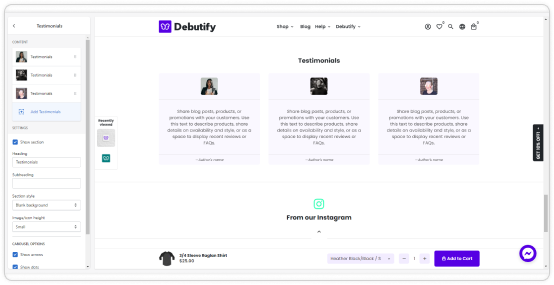 Testimonials
CONTENT
Testimonials
Testimonials
Testimonials
Add Testimonials
SETTINGS
Show section
Heading
Testimonials
Subheading
Section style
Blank background
Image/icon height
Small
CAROUSEL OPTIONS
Show arrows
Show dots
Debutify
Shop
Blog
Help
Debutify
0
0
Testimonials
Share blog posts, products, or
promotions with your customers. Use
this text to describe products, share
details on availability and style, or as a
space to display recent reviews or
FAQs.
- Author's name
Share blog posts, products, or
promotions with your customers. Use
this text to describe products, share
details on availability and style, or as a
space to display recent reviews or
FAQs.
- Author's name
Share blog posts, products, or
promotions with your customers. Use
this text to describe products, share
details on availability and style, or as a
space to display recent reviews or
FAQs.
- Author's name
Recently
viewed
GET 10% OFF!
From our Instagram
3/4 Sleeve Raglan Shirt
$25.00
Heather Black/Black / S
− 1 +
Add to Cart